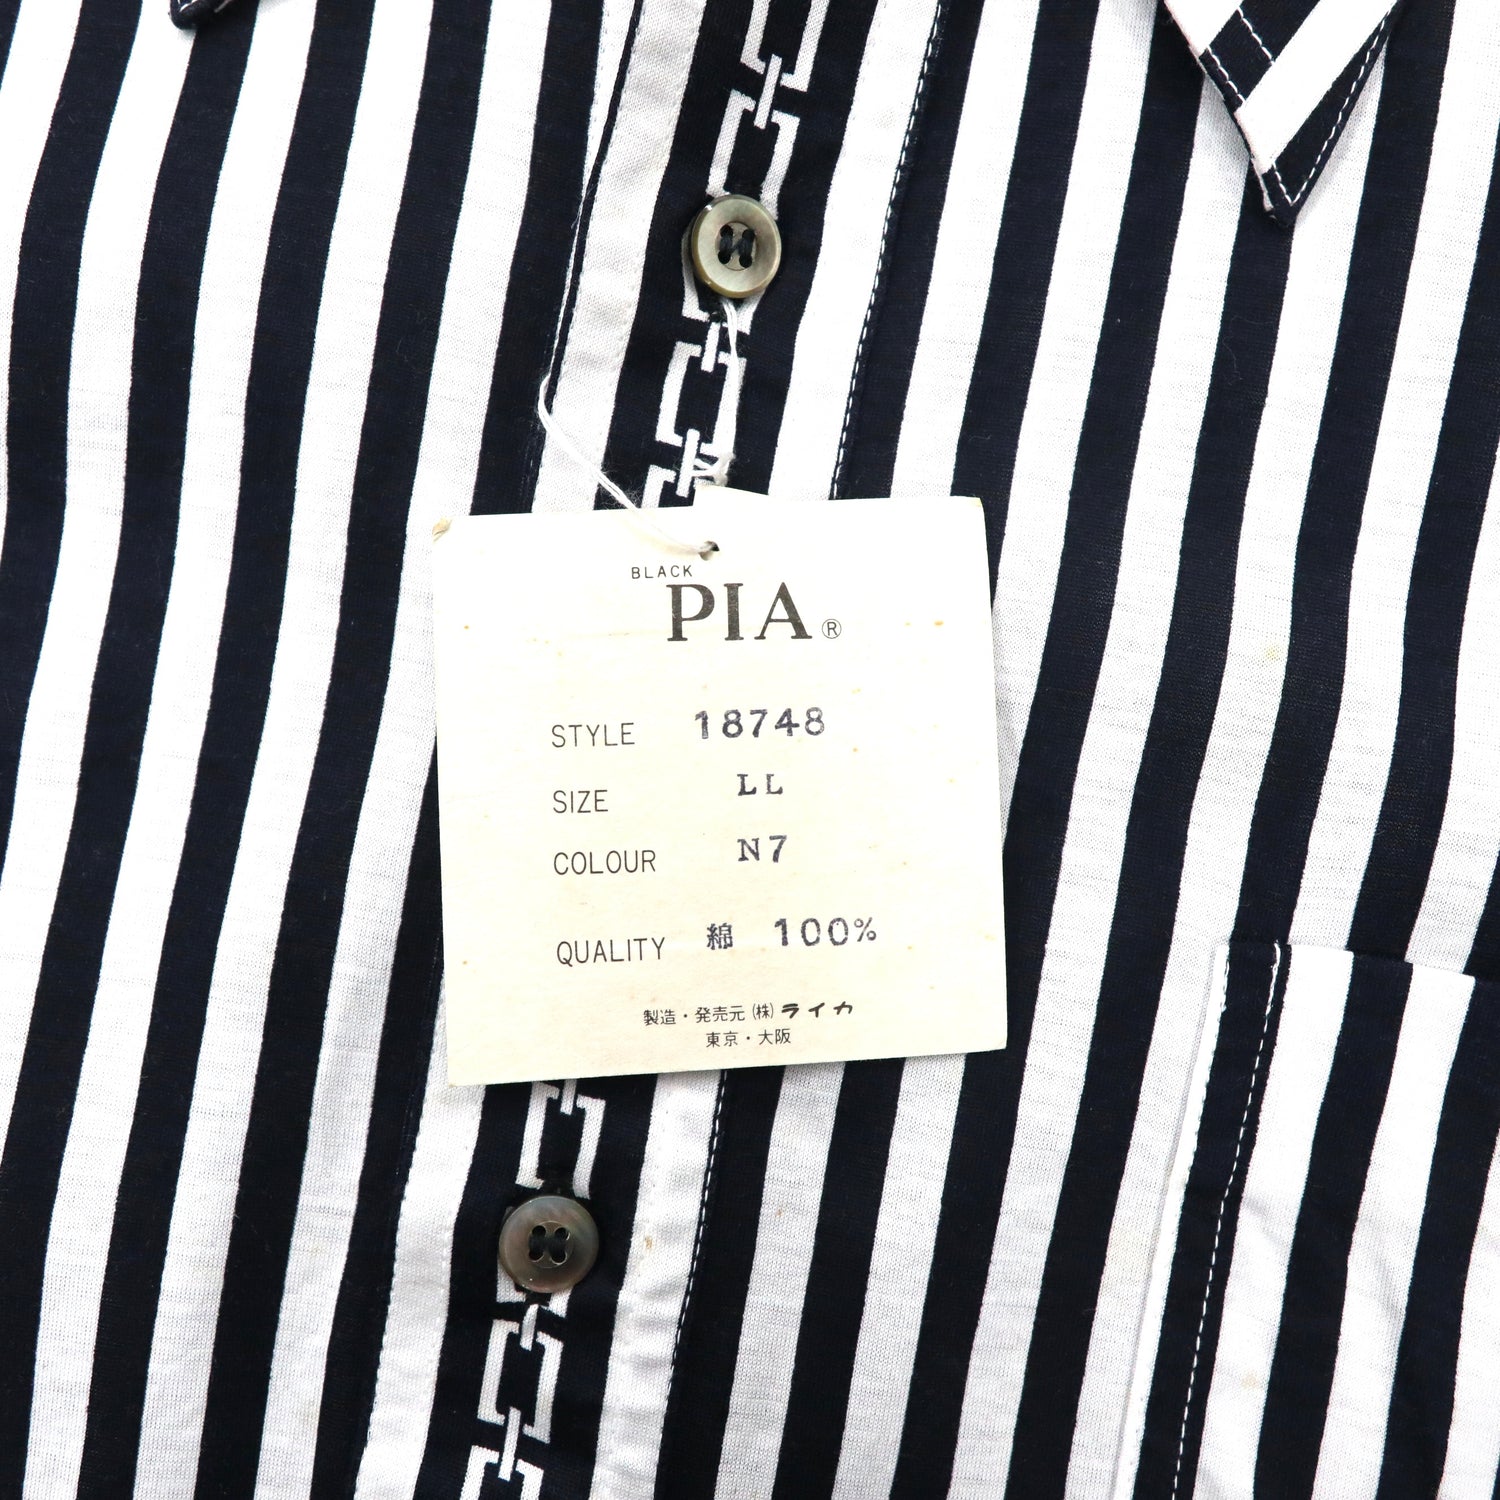 BLACK
PIA®
STYLE 18748
SIZE LL
COLOUR N7
QUALITY 綿 100%
製造・発売元 (株) ライカ
東京・大阪